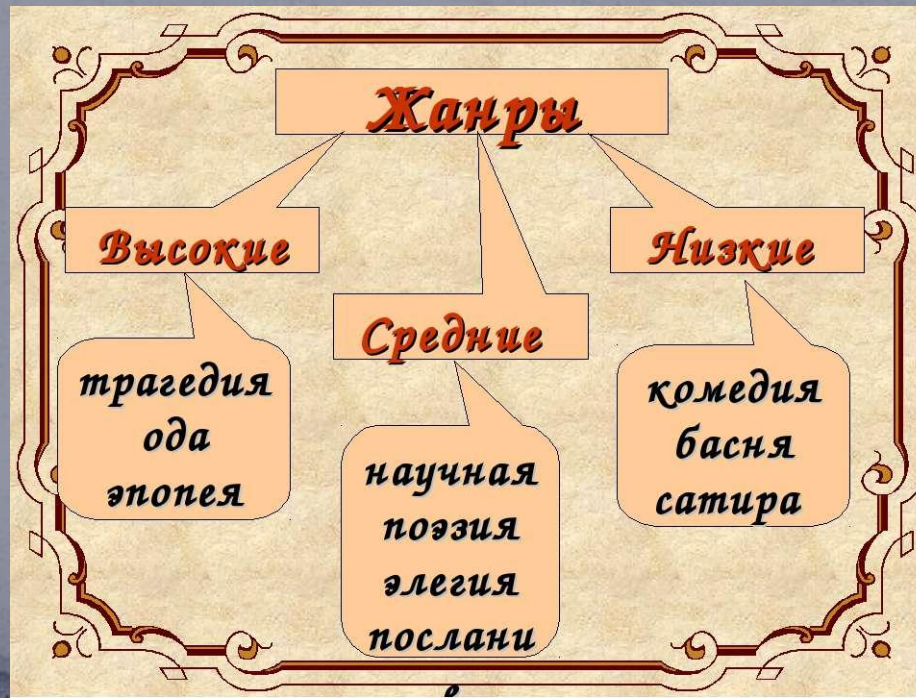 Жанры
Высокие
Низкие
Средние
трагедия
ода
эпопея
комедия
басня
сатира
научная
поэзия
элегия
послани
е